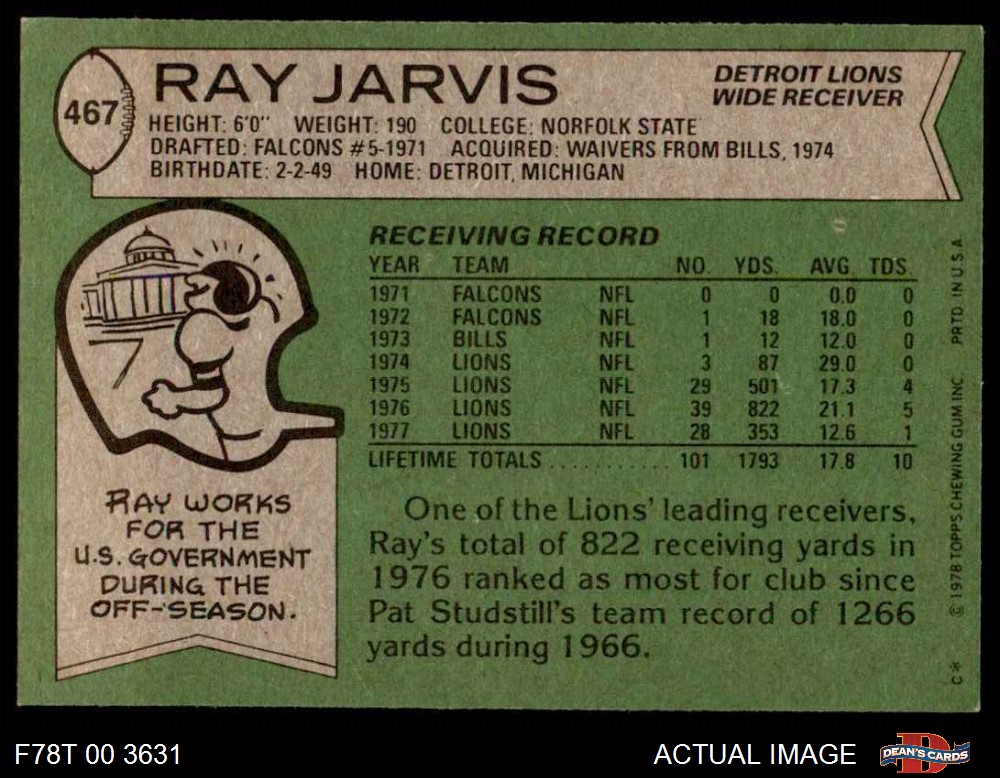 467
RAY JARVIS
DETROIT LIONS
WIDE RECEIVER
HEIGHT: 6'0" WEIGHT: 190 COLLEGE: NORFOLK STATE
DRAFTED: FALCONS #5-1971 ACQUIRED: WAIVERS FROM BILLS, 1974
BIRTHDATE: 2-2-49 HOME: DETROIT, MICHIGAN
RECEIVING RECORD
YEAR TEAM NO. YDS. AVG. TDS.
1971 FALCONS NFL 0 0 0.0 0
1972 FALCONS NFL 1 18 18.0 0
1973 BILLS NFL 1 12 12.0 0
1974 LIONS NFL 3 87 29.0 0
1975 LIONS NFL 29 501 17.3 4
1976 LIONS NFL 39 822 21.1 5
1977 LIONS NFL 28 353 12.6 1
LIFETIME TOTALS........... 101 1793 17.8 10
RAY WORKS
FOR THE
U.S. GOVERNMENT
DURING THE
OFF-SEASON.
One of the Lions' leading receivers,
Ray's total of 822 receiving yards in
1976 ranked as most for club since
Pat Studstill's team record of 1266
yards during 1966.
C* © 1978 TOPPS CHEWING GUM INC. PRTD. IN U.S.A.
F78T 00 3631
ACTUAL IMAGE
D
DEAN'S CARDS